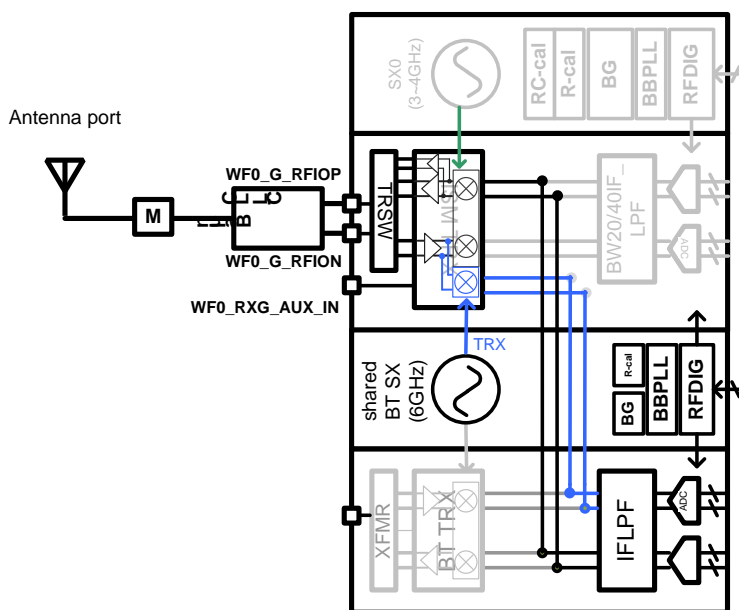 SX0
(3~4GHz)
RC-cal
R-cal
BG
BBPLL
RFDIG
Antenna port
WF0_G_RFIOP
M
TRSW
BW20/40IF_
LPF
ADC
WF0_G_RFION
WF0_RXG_AUX_IN
TRX
shared
BT SX
(6GHz)
R-cal
BG
BBPLL
RFDIG
XFMR
BT TRX
IFLPF
ADC